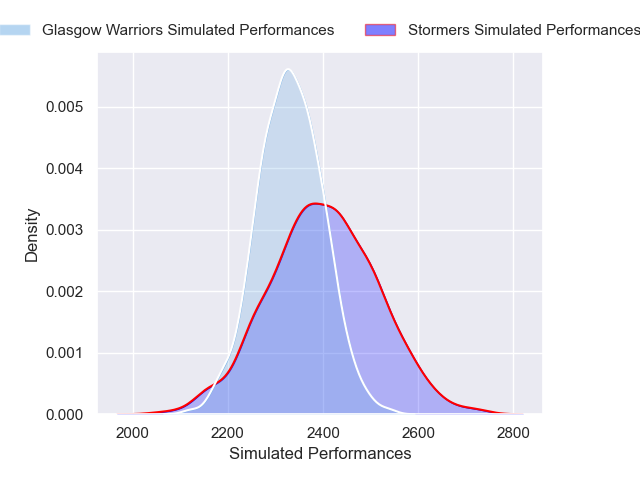 Glasgow Warriors Simulated Performances
Stormers Simulated Performances
0.005
0.004
0.003
0.002
0.001
0.000
Density
2000
2200
2400
2600
2800
Simulated Performances